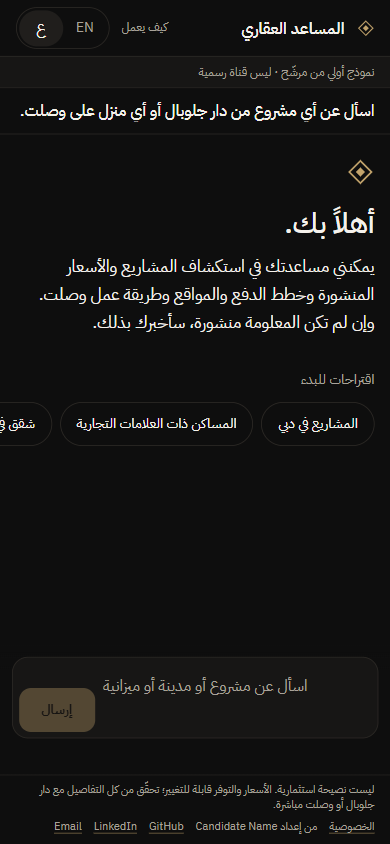 المساعد العقاري
كيف يعمل
EN
ع
نموذج أولي من مرشّح · ليس قناة رسمية
اسأل عن أي مشروع من دار جلوبال أو أي منزل على وصلت.
أهلاً بك.
يمكنني مساعدتك في استكشاف المشاريع والأسعار
المنشورة وخطط الدفع والمواقع وطريقة عمل وصلت.
وإن لم تكن المعلومة منشورة، سأخبرك بذلك.
اقتراحات للبدء
المشاريع في دبي
المساكن ذات العلامات التجارية
شقق في
اسأل عن مشروع أو مدينة أو ميزانية
إرسال
ليست نصيحة استثمارية. الأسعار والتوفر قابلة للتغيير؛ تحقّق من كل التفاصيل مع دار
جلوبال أو وصلت مباشرة.
الخصوصية من إعداد Candidate Name GitHub LinkedIn Email